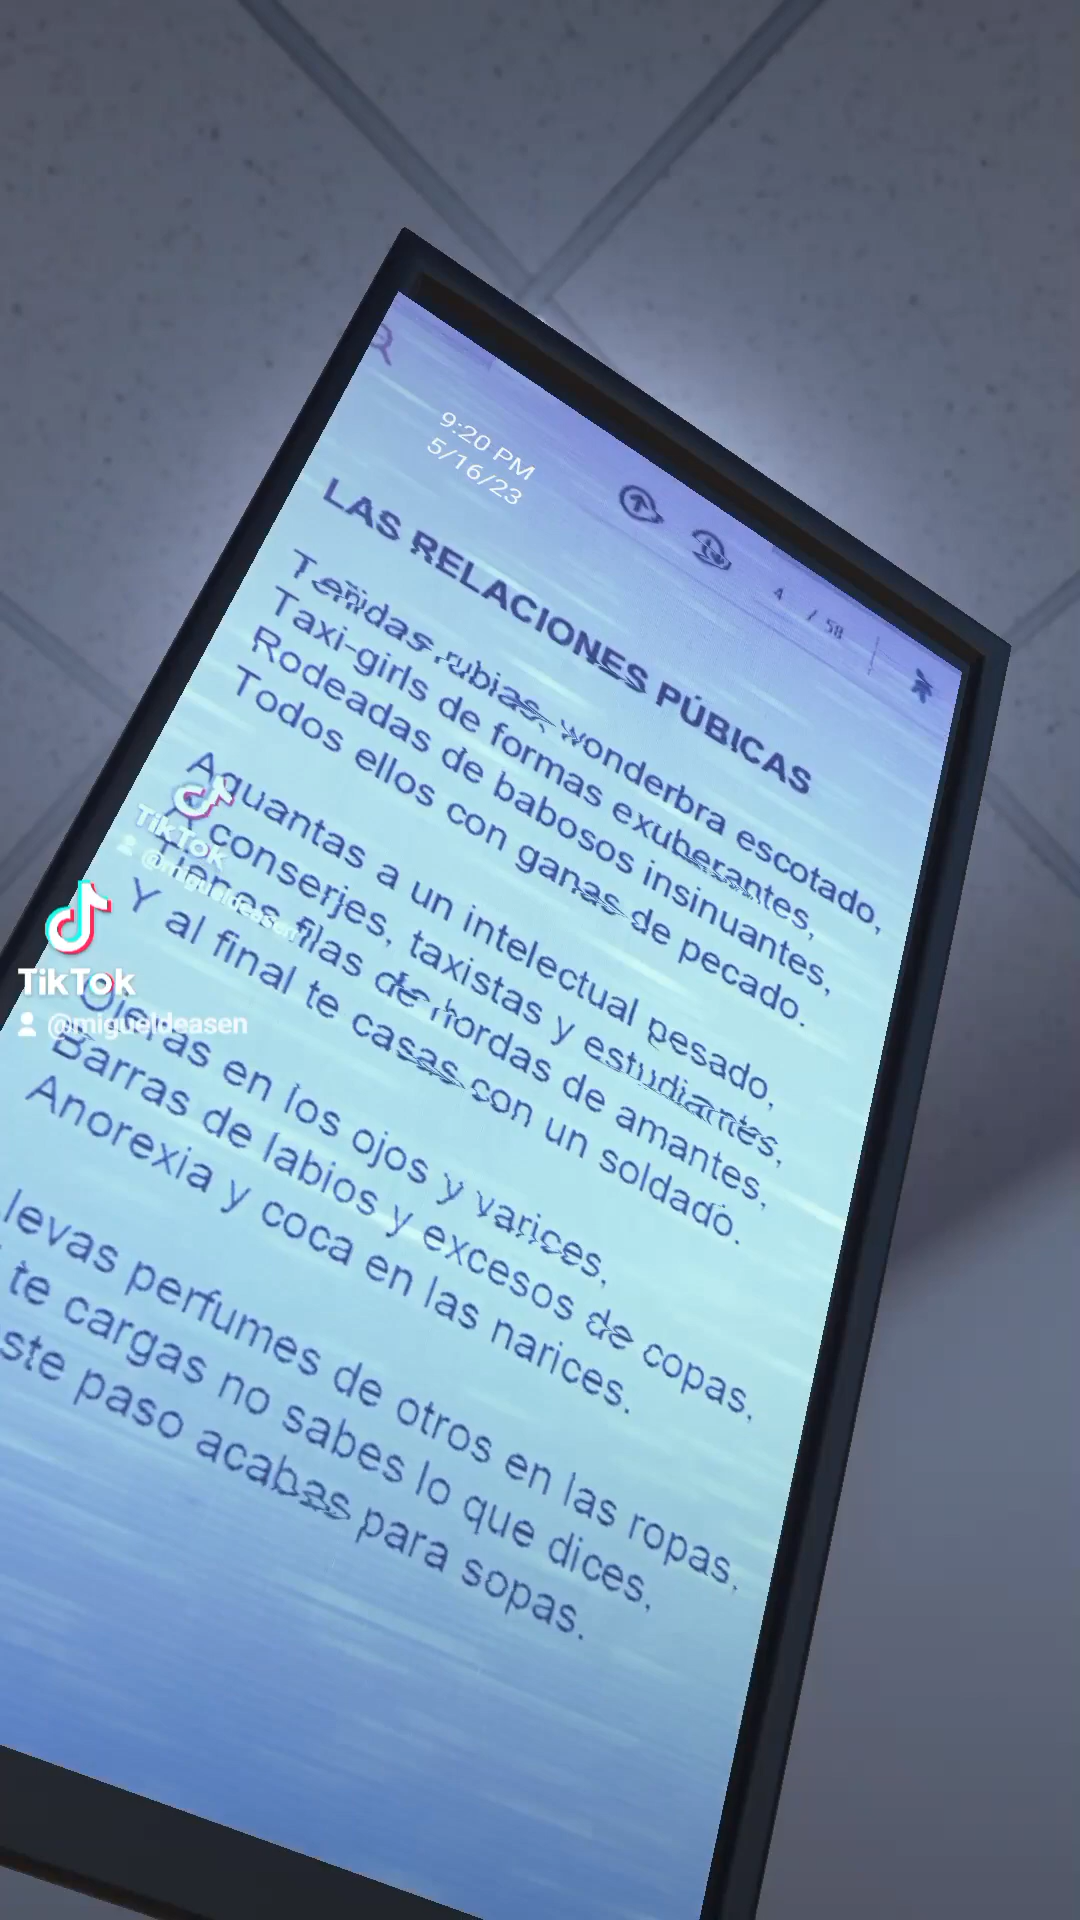 9:20 PM
5/16/23
4 / 58
LAS RELACIONES PÚBICAS
Teñidas rubias, wonderbra escotado,
Taxi-girls de formas exuberantes,
Rodeadas de babosos insinuantes,
Todos ellos con ganas de pecado.
Aguantas a un intelectual pesado,
A conserjes, taxistas y estudiantes,
Tienes filas de hordas de amantes,
Y al final te casas con un soldado.
Ojeras en los ojos y varices,
Barras de labios y excesos de copas,
Anorexia y coca en las narices.
Llevas perfumes de otros en las ropas,
te cargas no sabes lo que dices,
este paso acabas para sopas.
TikTok
@migueldeasen
TikTok
@migueldeasen